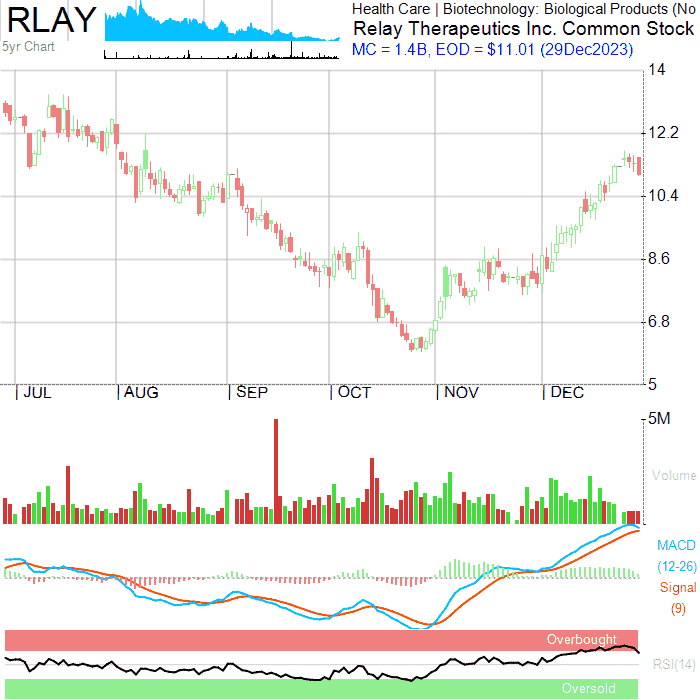 RLAY
5yr Chart
Health Care | Biotechnology: Biological Products (No
Relay Therapeutics Inc. Common Stock
MC = 1.4B, EOD = $11.01 (29Dec2023)
14
12.2
10.4
8.6
6.8
5
| JUL | AUG | SEP | OCT | NOV | DEC
5M
Volume
MACD
(12-26)
Signal
(9)
Overbought
RSI(14)
Oversold